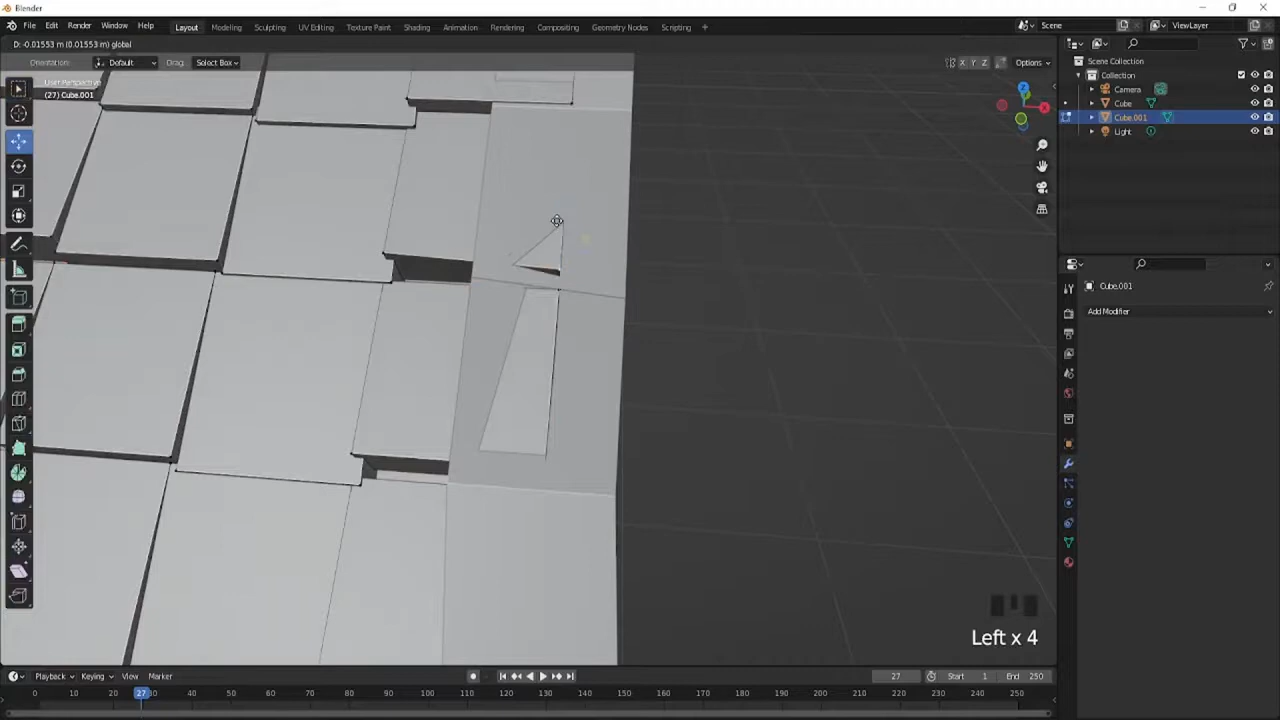 Blender
File Edit Render Window Help Layout Modeling Sculpting UV Editing Texture Paint Shading Animation Rendering Compositing Geometry Nodes Scripting + Scene ViewLayer
D: -0.01553 m (0.01553 m) global
Orientation: Default Drag: Select Box X Y Z Options
User Perspective
(27) Cube.001
Scene Collection
Collection
Camera
Cube
Cube.001
Light
Z
X
Cube.001
Add Modifier
Left x 4
Playback Keying View Marker 27 Start 1 End 250
0 10 20 27 30 40 50 60 70 80 90 100 110 120 130 140 150 160 170 180 190 200 210 220 230 240 250